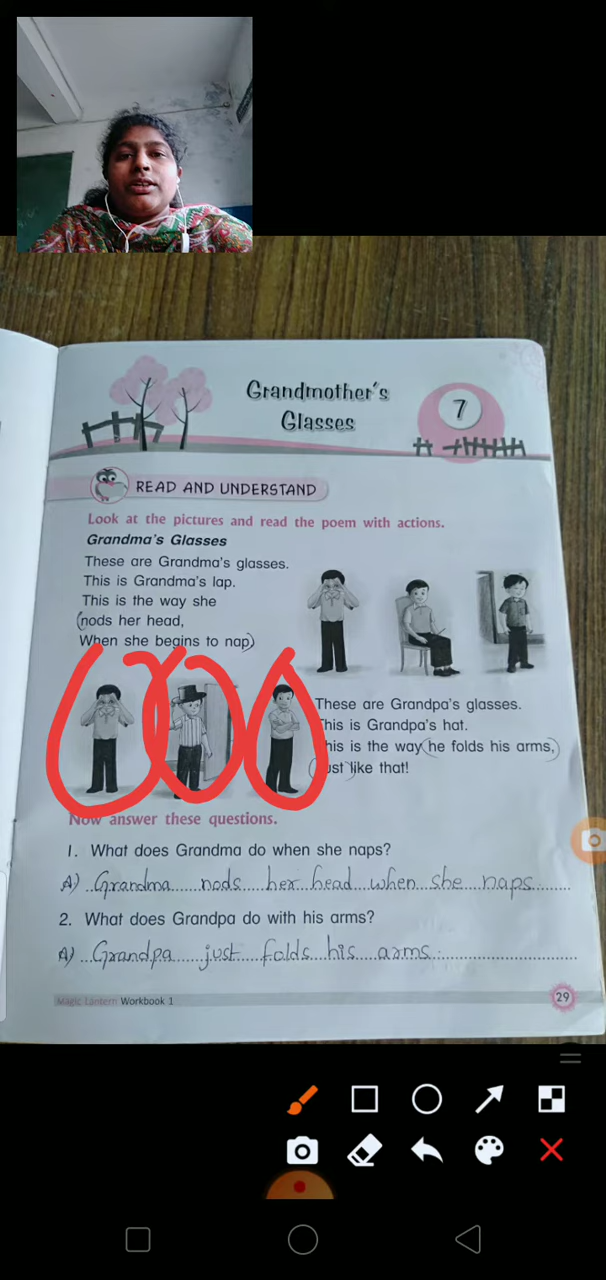 Grandmother's
Glasses
7
READ AND UNDERSTAND
Look at the pictures and read the poem with actions.
Grandma's Glasses
These are Grandma's glasses.
This is Grandma's lap.
This is the way she
(nods her head,
When she begins to nap)
These are Grandpa's glasses.
This is Grandpa's hat.
This is the way (he folds his arms,)
(Just like that!
Now answer these questions.
1. What does Grandma do when she naps?
A) Grandma nods her head when she naps
2. What does Grandpa do with his arms?
A) Grandpa just folds his arms.
Magic Lantern Workbook 1
29